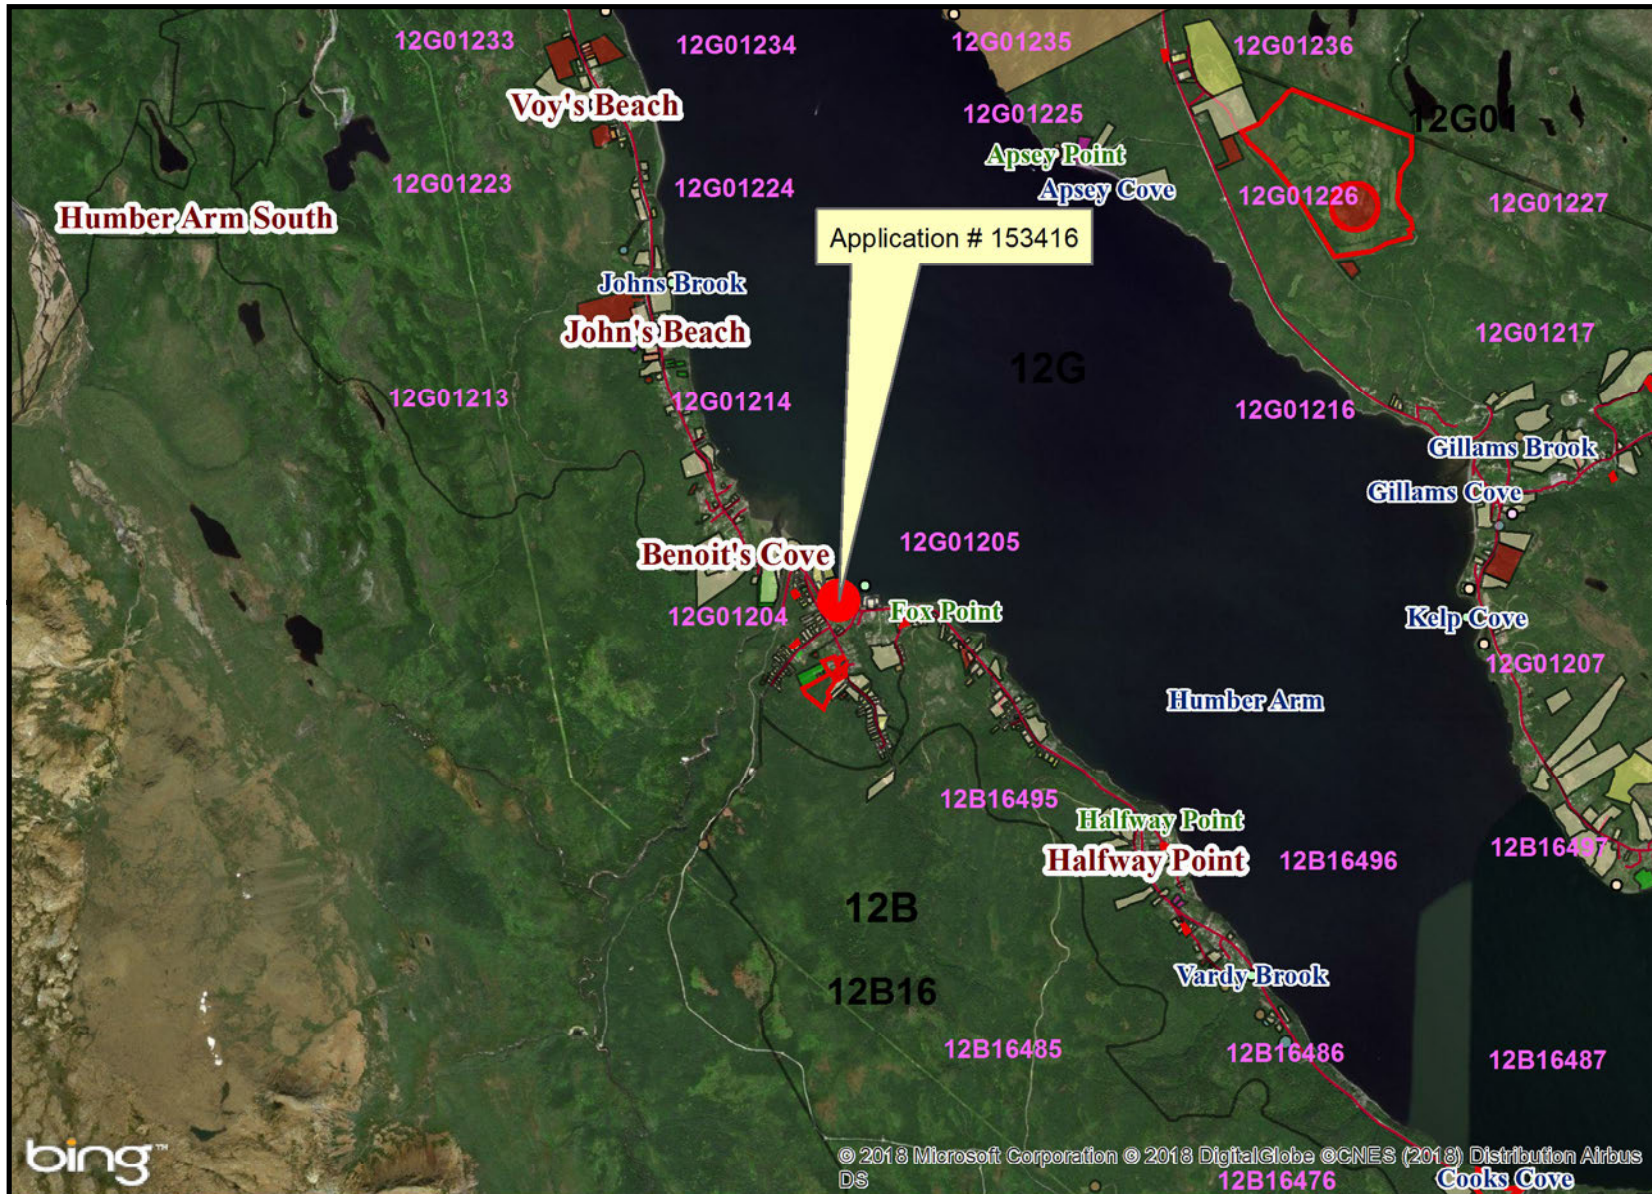 12G01233
12G01234
12G01235
12G01236
Voy's Beach
12G01225
12G01
Apsey Point
12G01223
12G01224
Apsey Cove
12G01226
12G01227
Humber Arm South
Application # 153416
Johns Brook
John's Beach
12G01217
12G
12G01213
12G01214
12G01216
Gillams Brook
Gillams Cove
12G01205
Benoit's Cove
12G01204
Fox Point
Kelp Cove
12G01207
Humber Arm
12B16495
Halfway Point
Halfway Point
12B16496
12B16497
12B
Vardy Brook
12B16
12B16485
12B16486
12B16487
bing™
© 2018 Microsoft Corporation © 2018 DigitalGlobe ©CNES (2018) Distribution Airbus
DS
12B16476
Cooks Cove